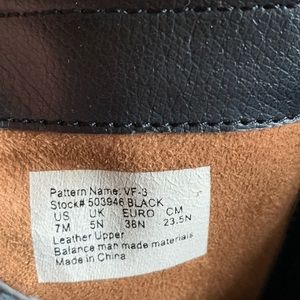 Pattern Name: VF-3
Stock# 503946 BLACK
US UK EURO CM
7M 5N 38N 23.5N
Leather Upper
Balance man made materials
Made in China